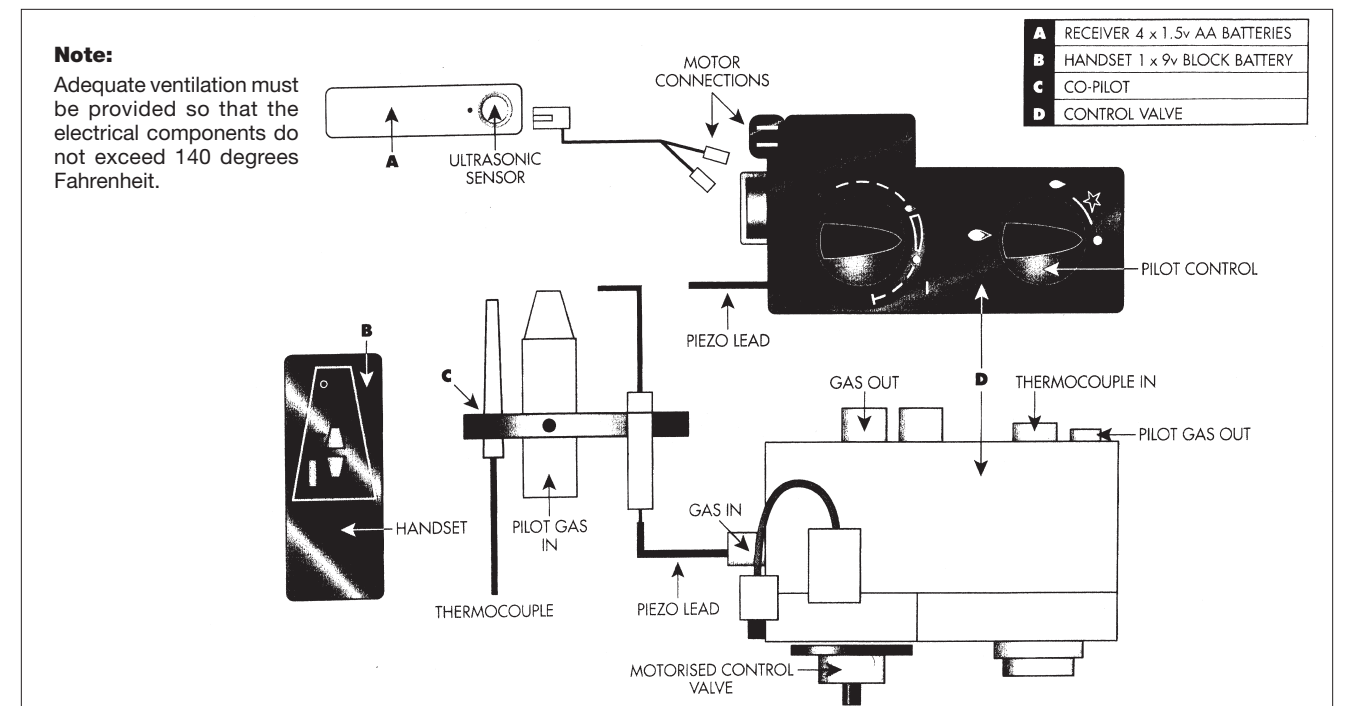 Note:
Adequate ventilation must
be provided so that the
electrical components do
not exceed 140 degrees
Fahrenheit.
A RECEIVER 4 x 1.5v AA BATTERIES
B HANDSET 1 x 9v BLOCK BATTERY
C CO-PILOT
D CONTROL VALVE
MOTOR
CONNECTIONS
A
ULTRASONIC
SENSOR
PILOT CONTROL
PIEZO LEAD
B
C
GAS OUT
D
THERMOCOUPLE IN
PILOT GAS OUT
GAS IN
HANDSET
PILOT GAS
IN
THERMOCOUPLE
PIEZO LEAD
MOTORISED CONTROL
VALVE